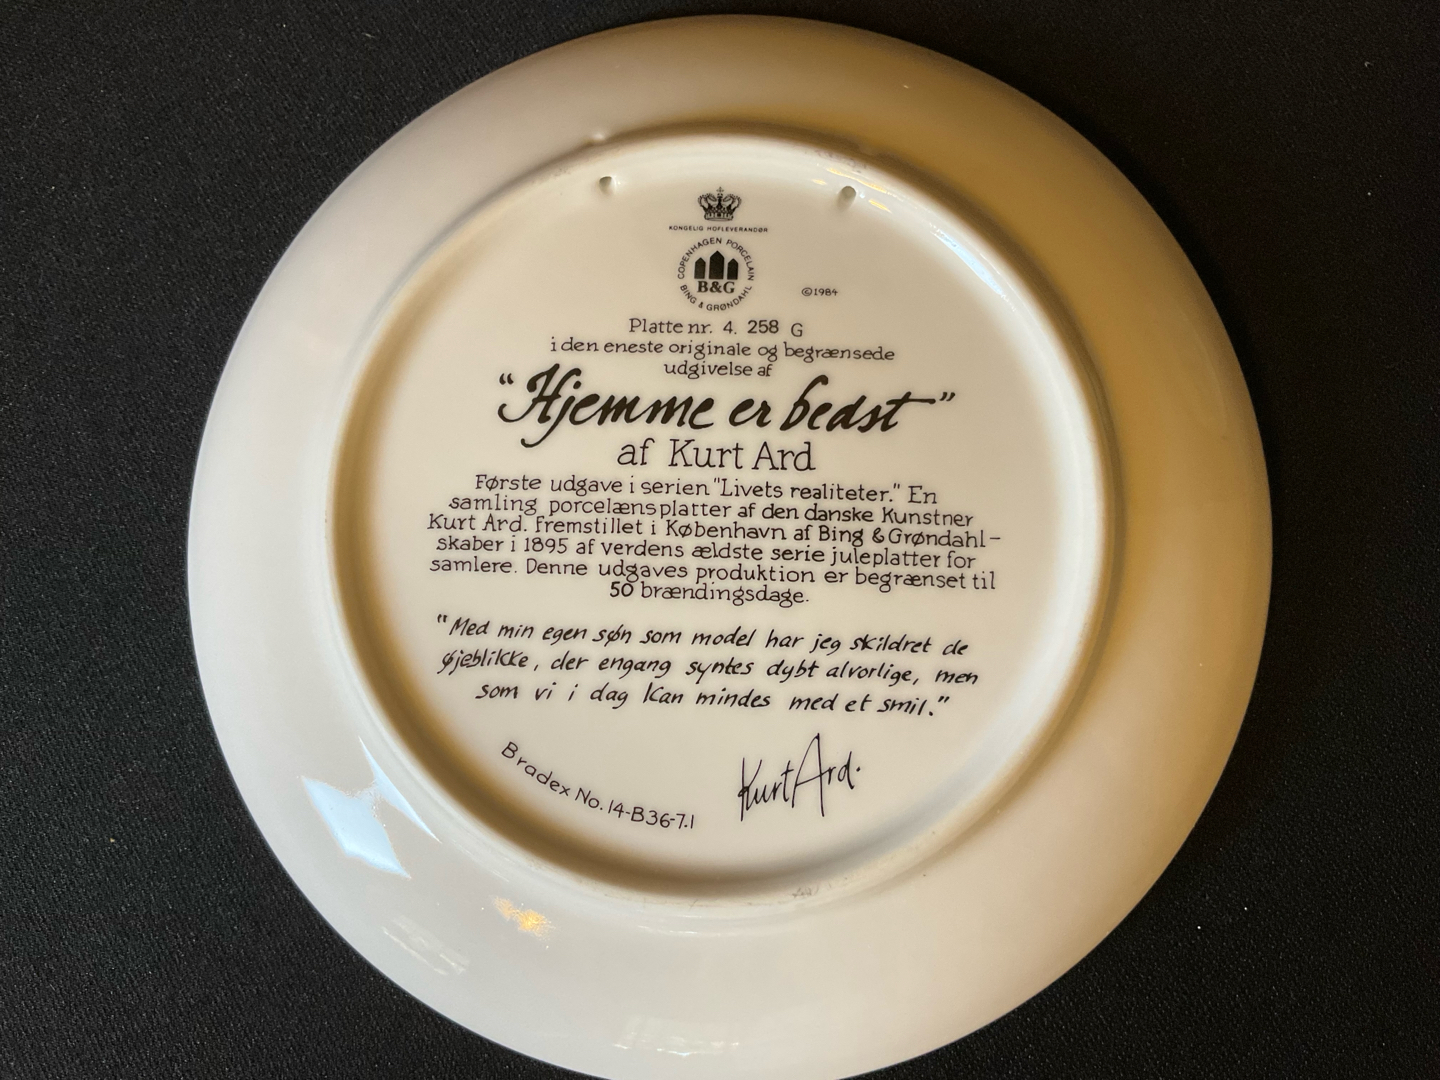 KONGELIG HOFLEVERANDØR
COPENHAGEN PORCELAIN
B&G
BING & GRØNDAHL
©1984
Platte nr. 4. 258 G
i den eneste originale og begrænsede
udgivelse af
"Hjemme er bedst"
af Kurt Ard
Første udgave i serien "Livets realiteter." En
samling porcelænsplatter af den danske Kunstner
Kurt Ard. Fremstillet i København af Bing & Grøndahl-
skaber i 1895 af verdens ældste serie juleplatter for
samlere. Denne udgaves produktion er begrænset til
50 brændingsdage.
"Med min egen søn som model har jeg skildret de
øjeblikke, der engang syntes dybt alvorlige, men
som vi i dag kan mindes med et smil."
Kurt Ard.
Bradex No. 14-B36-7.1